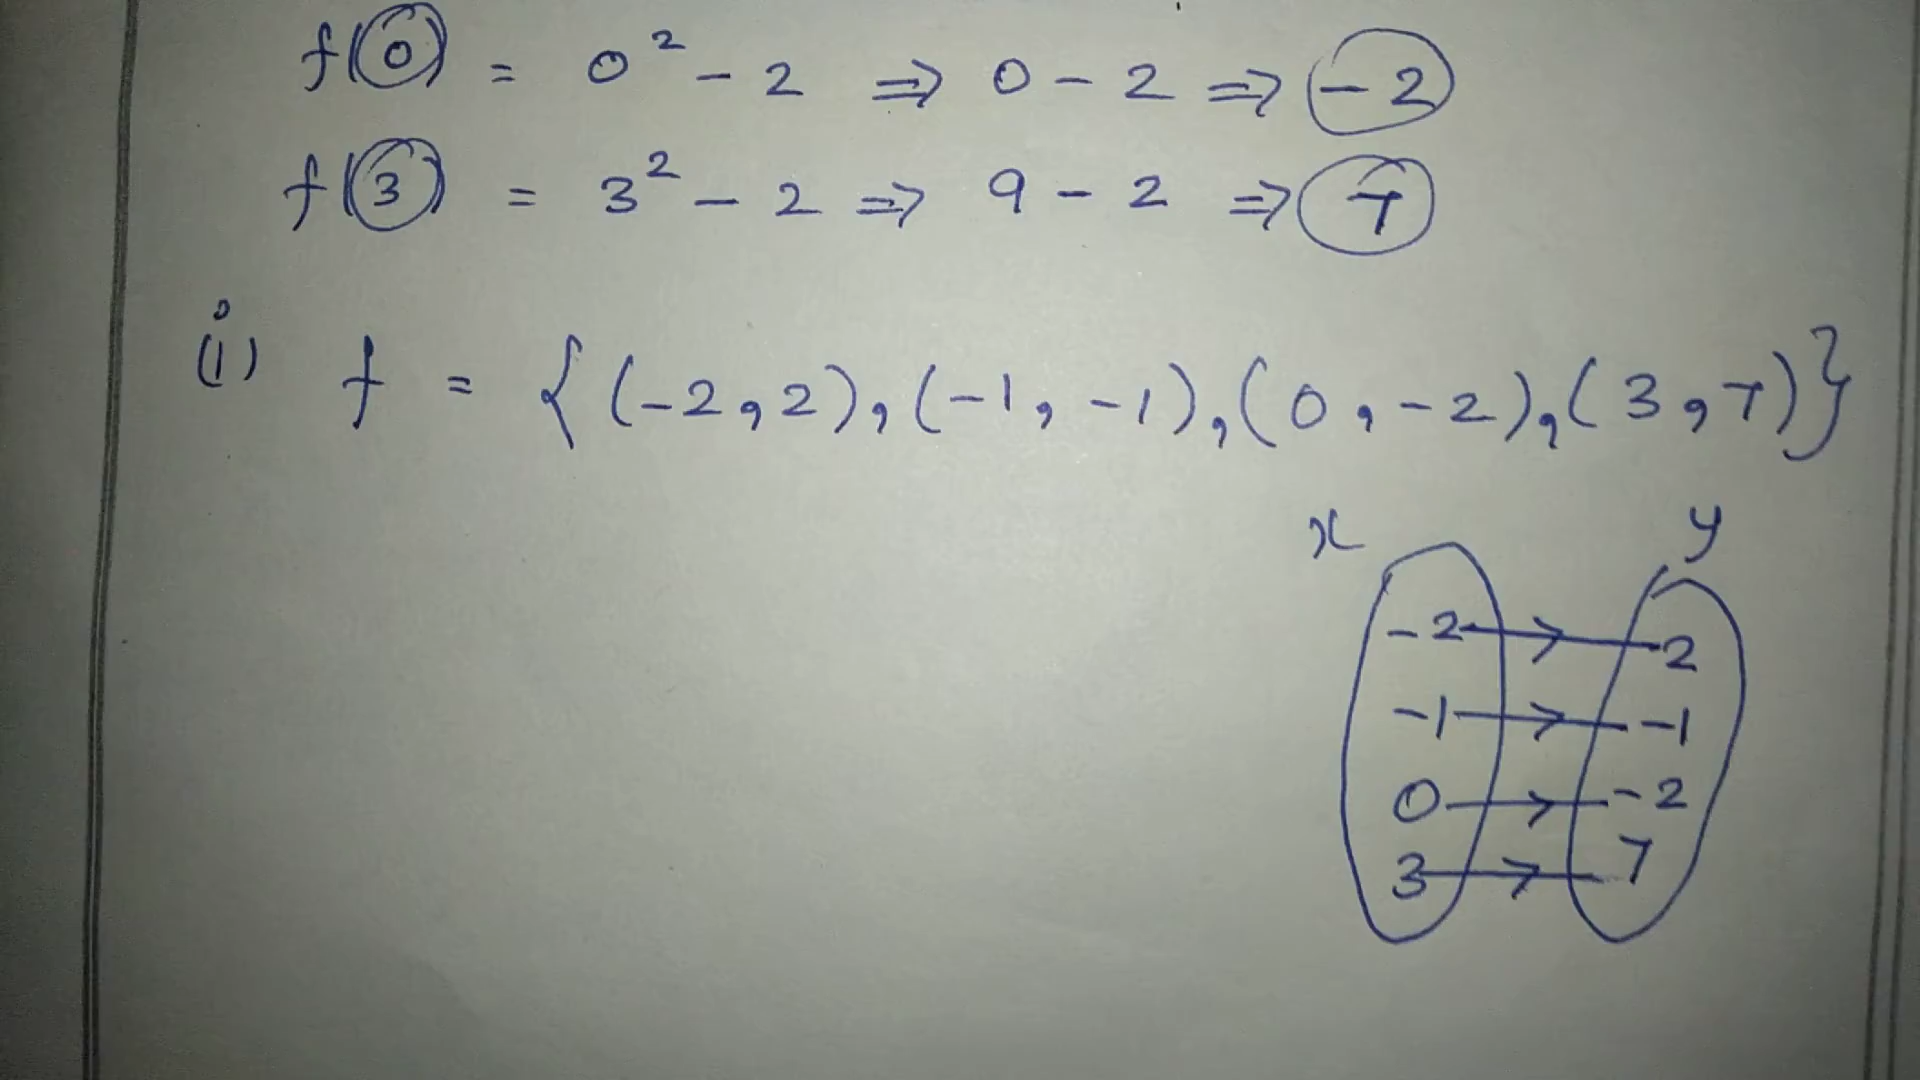 f(0) = 0² - 2 ⇒ 0 - 2 ⇒ -2
f(3) = 3² - 2 ⇒ 9 - 2 ⇒ 7
(i) f = {(-2,2),(-1,-1),(0,-2),(3,7)}
x y
-2 → 2
-1 → -1
0 → -2
3 → 7